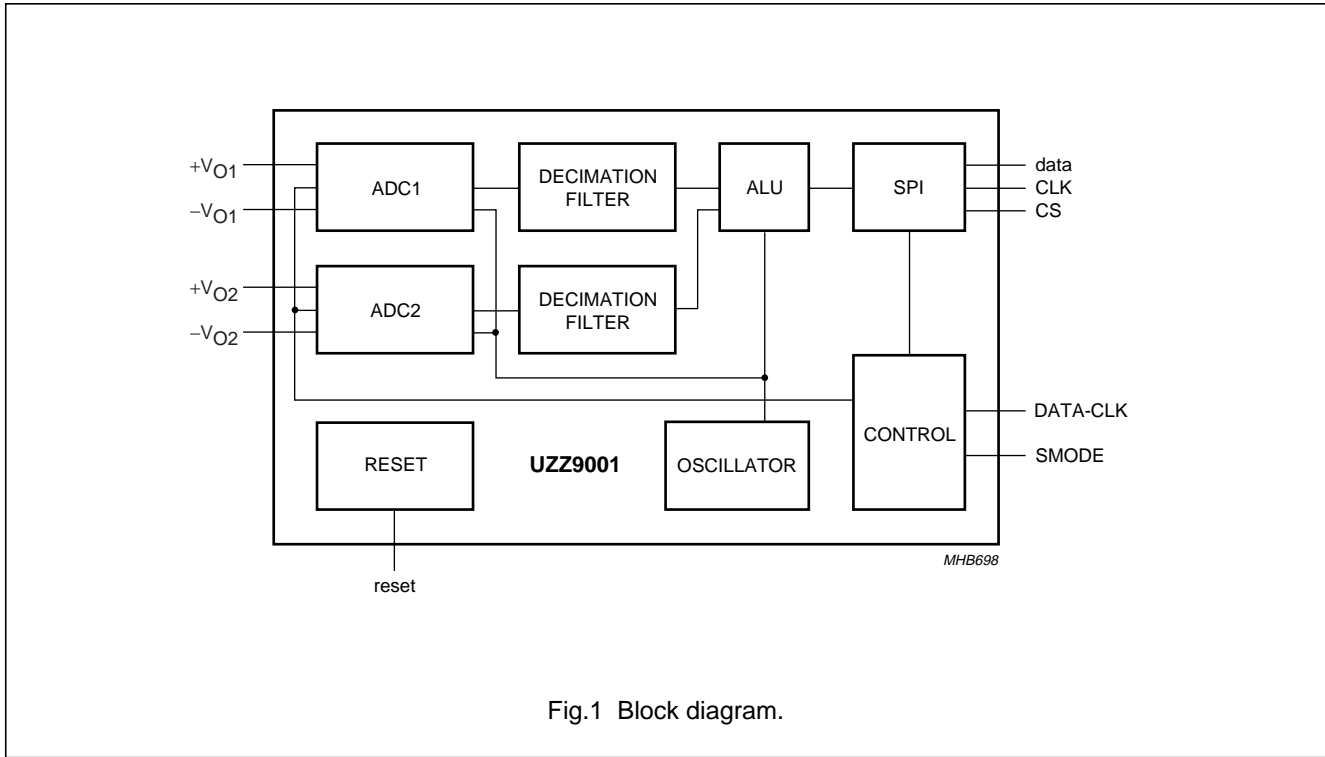 +VO1
−VO1
+VO2
−VO2
ADC1
DECIMATION
FILTER
ALU
SPI
data
CLK
CS
ADC2
DECIMATION
FILTER
RESET
UZZ9001
OSCILLATOR
CONTROL
DATA-CLK
SMODE
MHB698
reset
Fig.1 Block diagram.